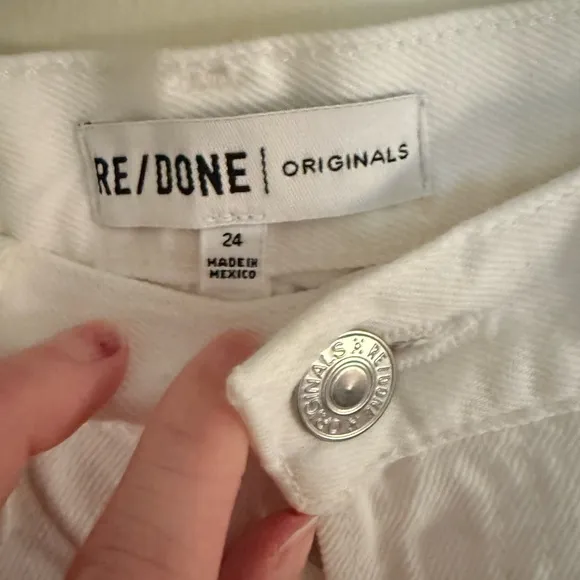 RE/DONE | ORIGINALS
24
MADE IN
MEXICO
ORIGINALS RE/DONE